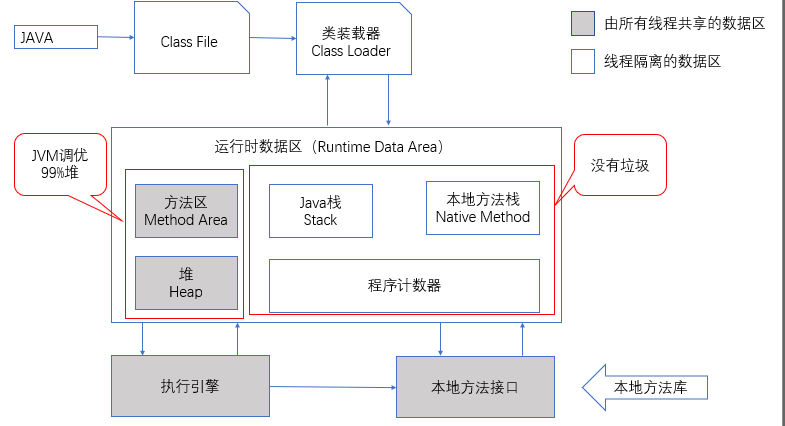 JAVA
Class File
类装载器
Class Loader
由所有线程共享的数据区
线程隔离的数据区
运行时数据区（Runtime Data Area）
JVM调优
99%堆
没有垃圾
方法区
Method Area
Java栈
Stack
本地方法栈
Native Method
堆
Heap
程序计数器
执行引擎
本地方法接口
本地方法库